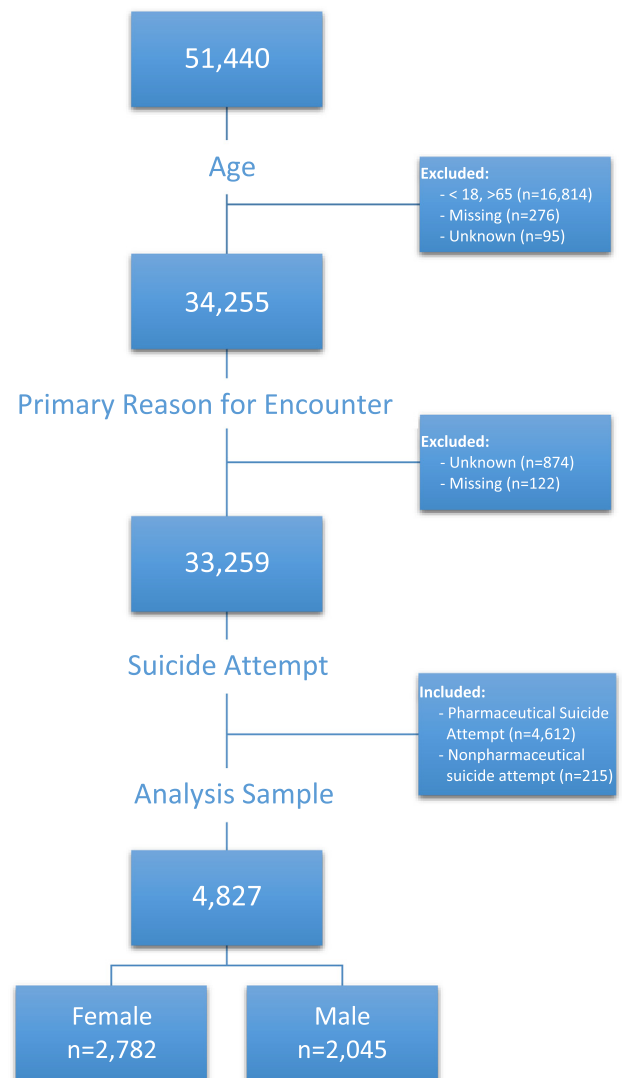 51,440
Age
Excluded:
- < 18, >65 (n=16,814)
- Missing (n=276)
- Unknown (n=95)
34,255
Primary Reason for Encounter
Excluded:
- Unknown (n=874)
- Missing (n=122)
33,259
Suicide Attempt
Included:
- Pharmaceutical Suicide
Attempt (n=4,612)
- Nonpharmaceutical
suicide attempt (n=215)
Analysis Sample
4,827
Female
n=2,782
Male
n=2,045